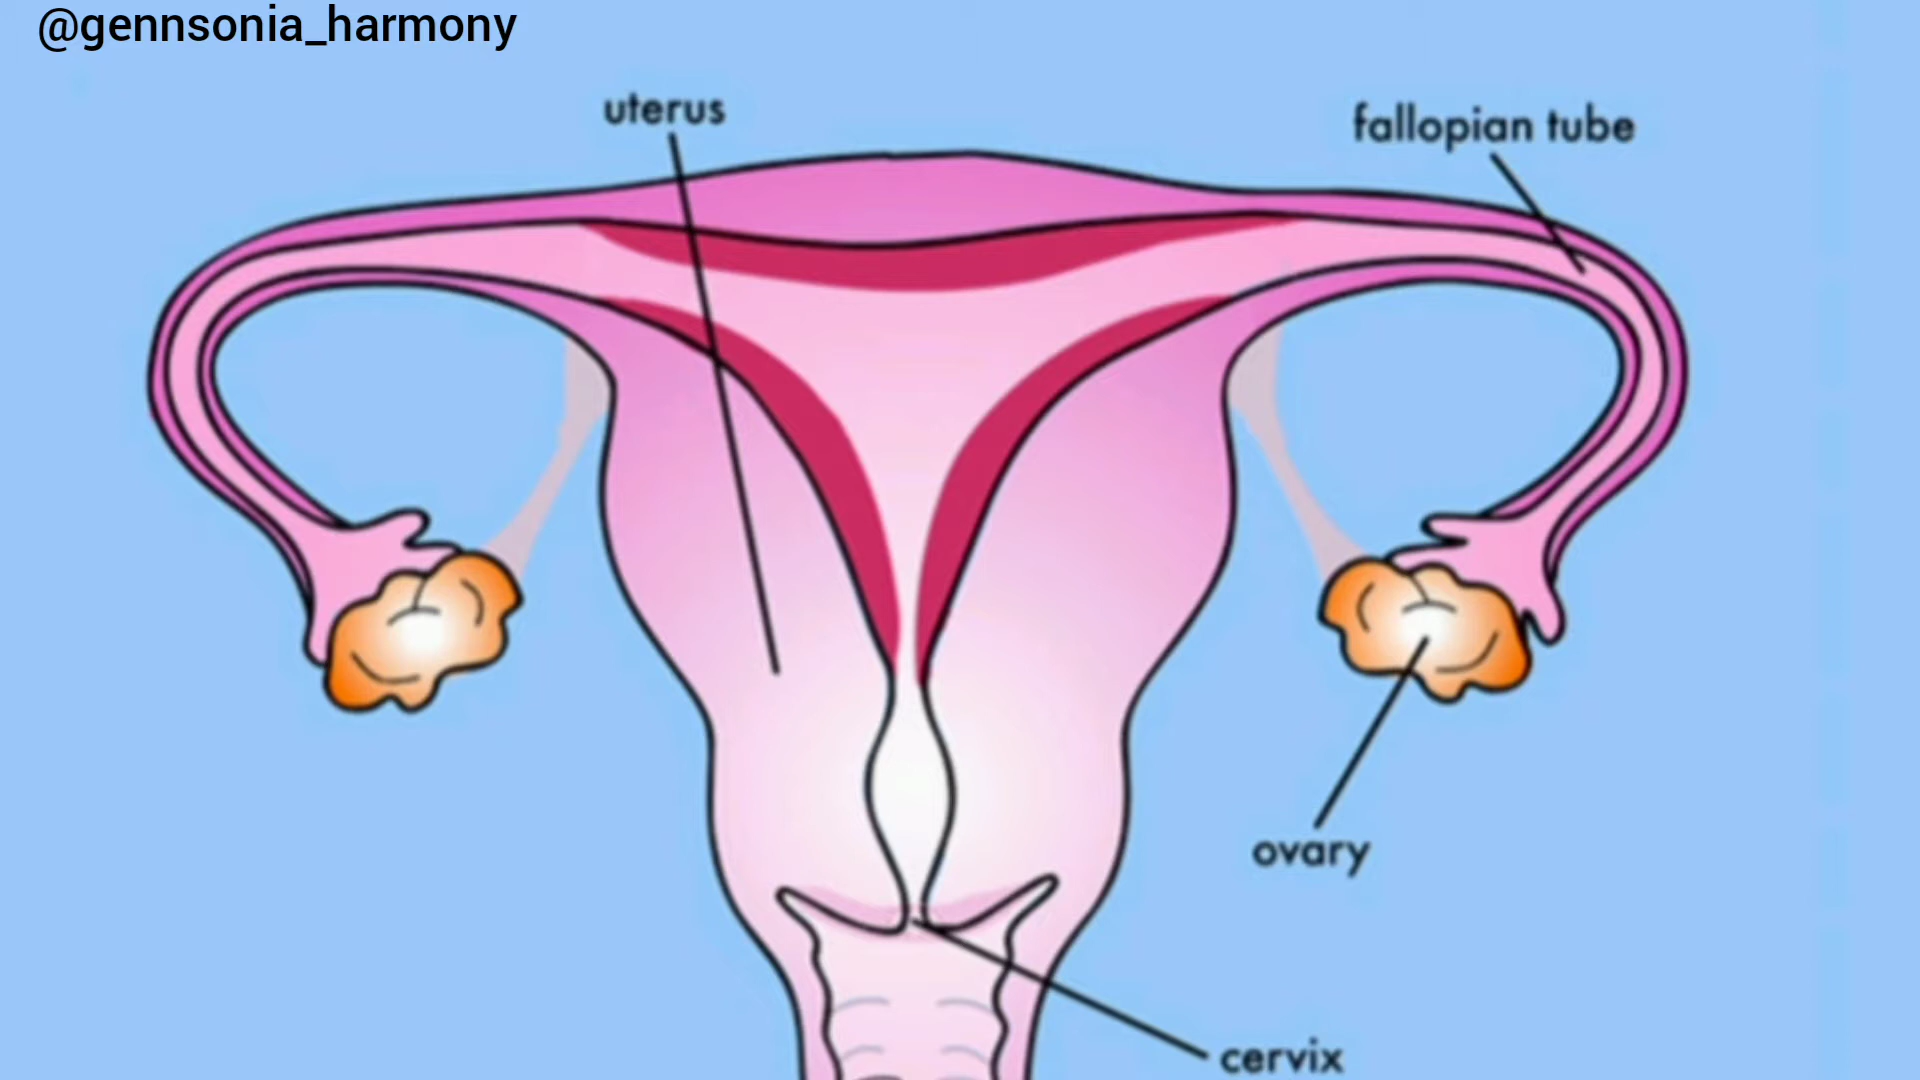 @gennsonia_harmony
uterus
fallopian tube
ovary
cervix